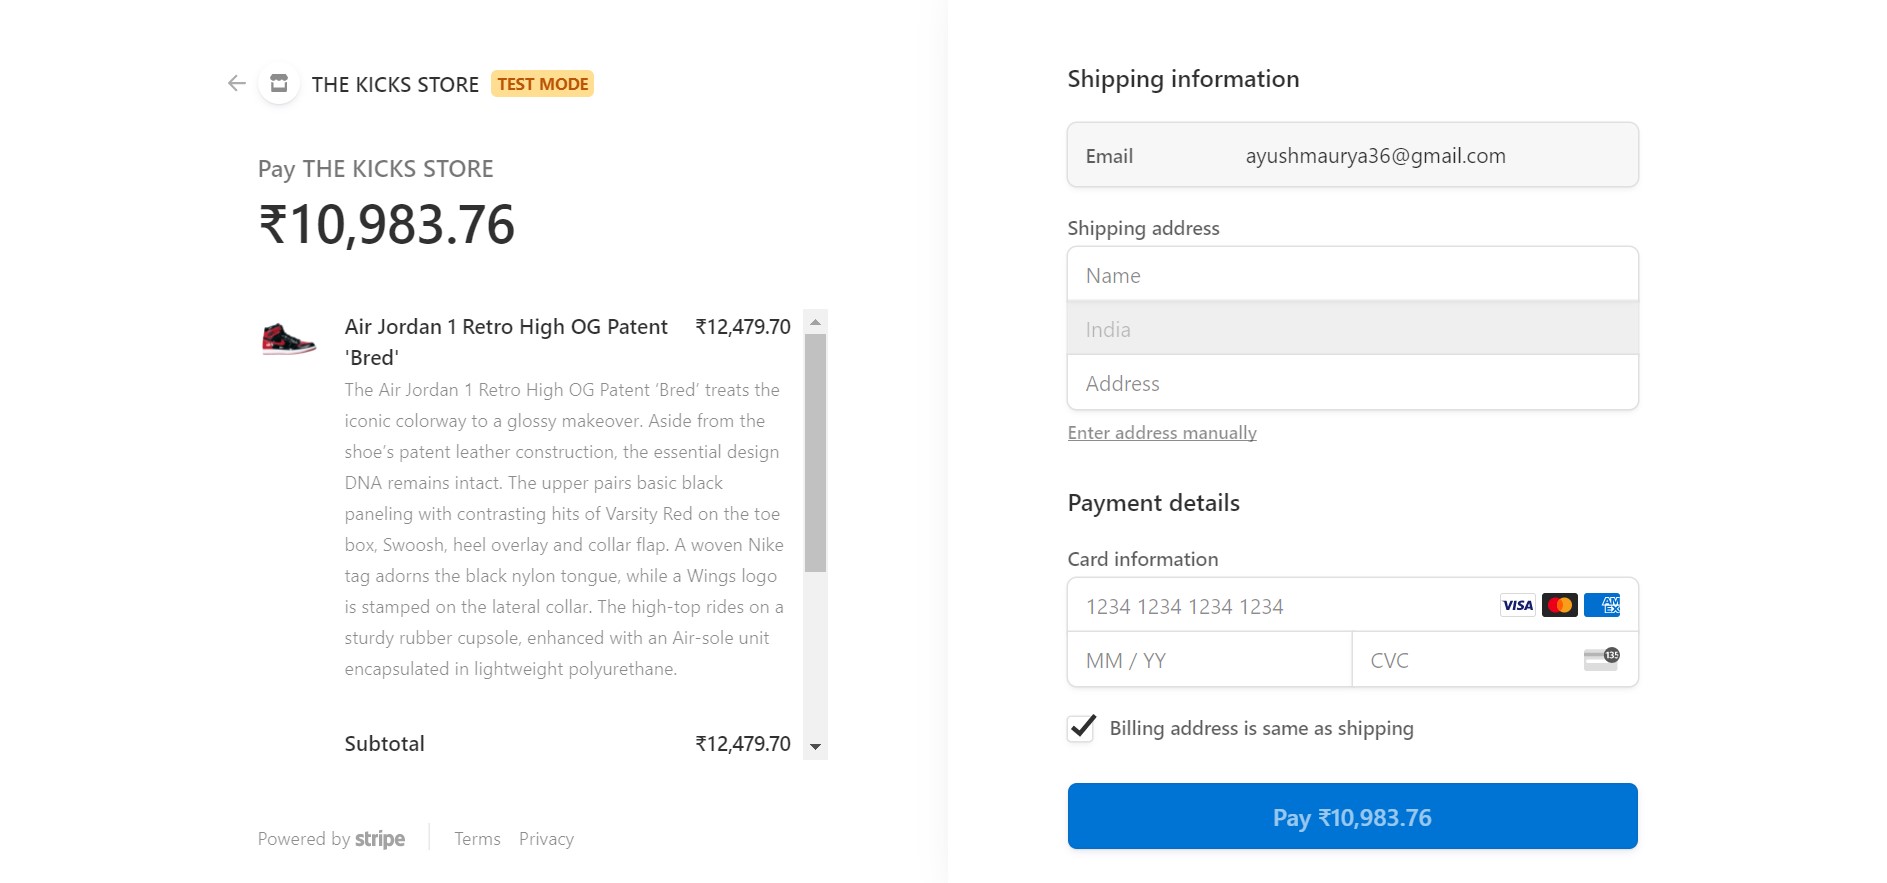 THE KICKS STORE TEST MODE
Pay THE KICKS STORE
₹10,983.76
Air Jordan 1 Retro High OG Patent ₹12,479.70
'Bred'
The Air Jordan 1 Retro High OG Patent ‘Bred’ treats the
iconic colorway to a glossy makeover. Aside from the
shoe’s patent leather construction, the essential design
DNA remains intact. The upper pairs basic black
paneling with contrasting hits of Varsity Red on the toe
box, Swoosh, heel overlay and collar flap. A woven Nike
tag adorns the black nylon tongue, while a Wings logo
is stamped on the lateral collar. The high-top rides on a
sturdy rubber cupsole, enhanced with an Air-sole unit
encapsulated in lightweight polyurethane.
Subtotal ₹12,479.70
Powered by stripe Terms Privacy
Shipping information
Email ayushmaurya36@gmail.com
Shipping address
Name
India
Address
Enter address manually
Payment details
Card information
1234 1234 1234 1234 VISA AM EX
MM / YY CVC 135
Billing address is same as shipping
Pay ₹10,983.76